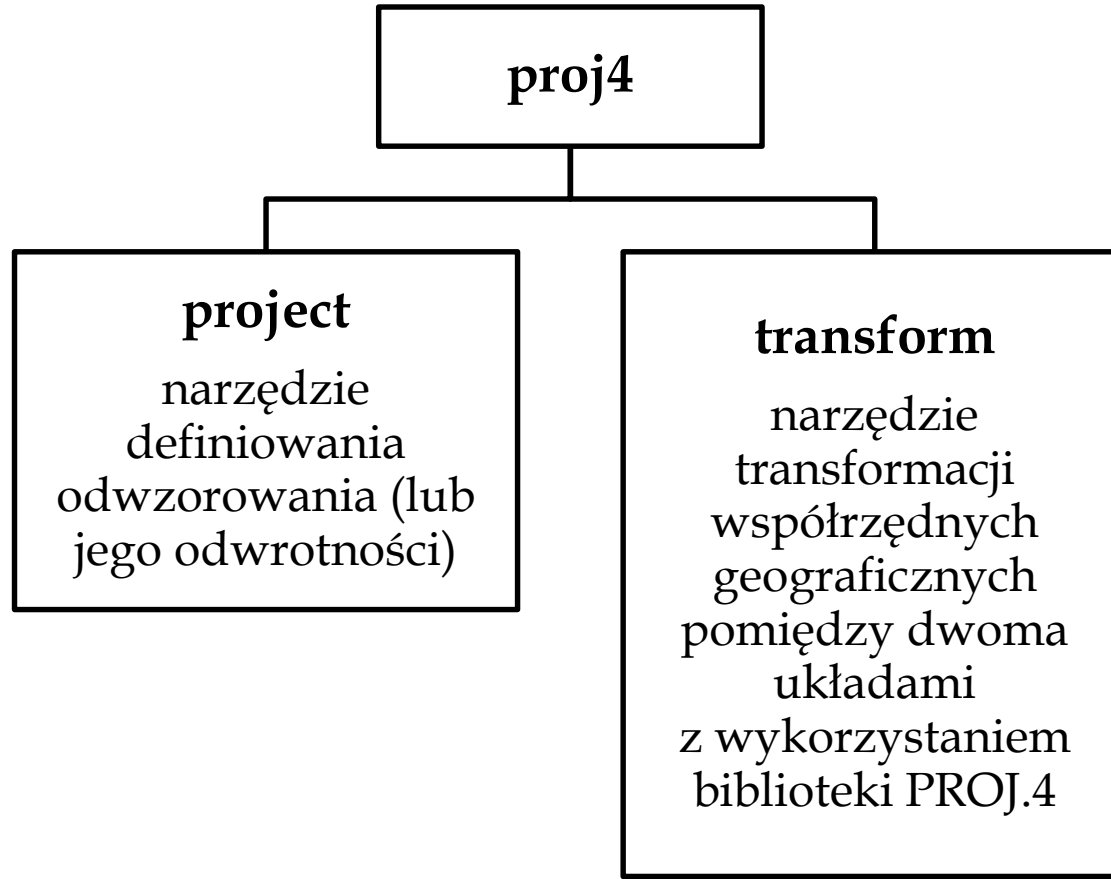 proj4
project
narzędzie
definiowania
odwzorowania (lub
jego odwrotności)
transform
narzędzie
transformacji
współrzędnych
geograficznych
pomiędzy dwoma
układami
z wykorzystaniem
biblioteki PROJ.4